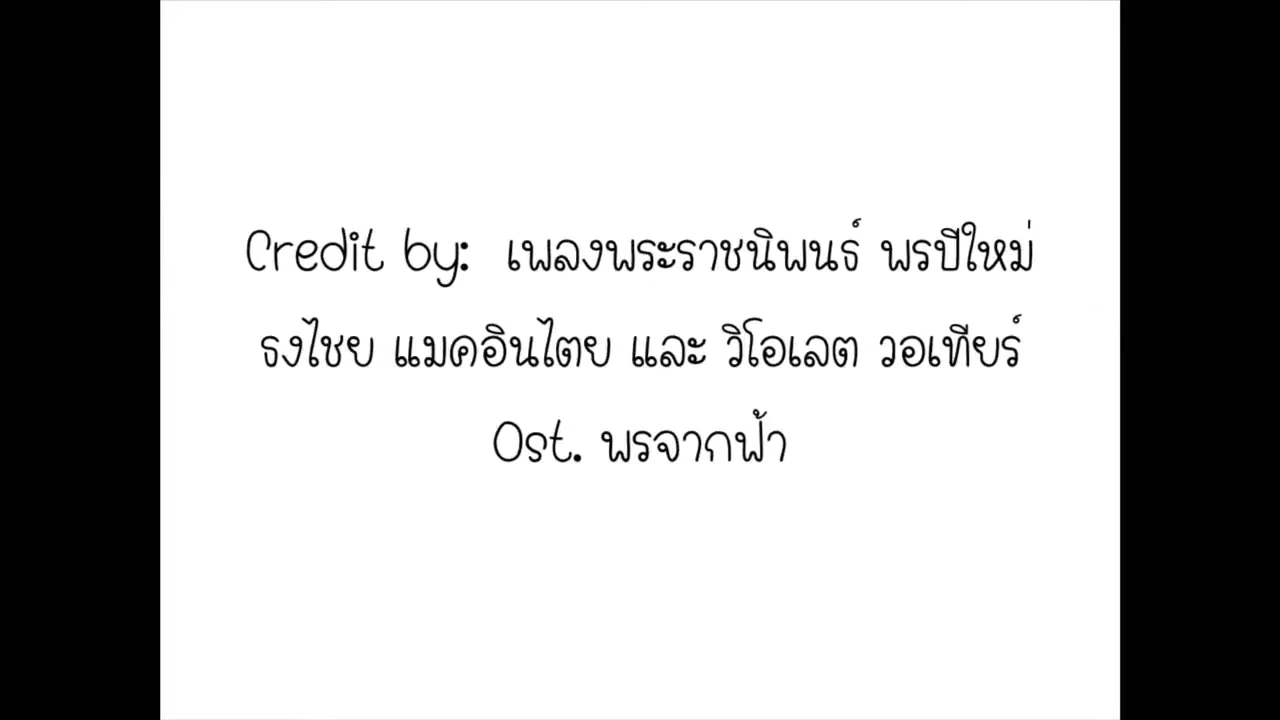 Credit by: เพลงพระราชนิพนธ์ พรปีใหม่
ธงไชย แมคอินไตย และ วิโอเลต วอเทียร์
Ost. พรจากฟ้า